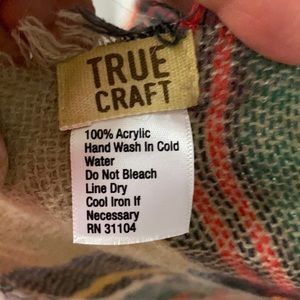 TRUE
CRAFT
100% Acrylic
Hand Wash In Cold
Water
Do Not Bleach
Line Dry
Cool Iron If
Necessary
RN 31104